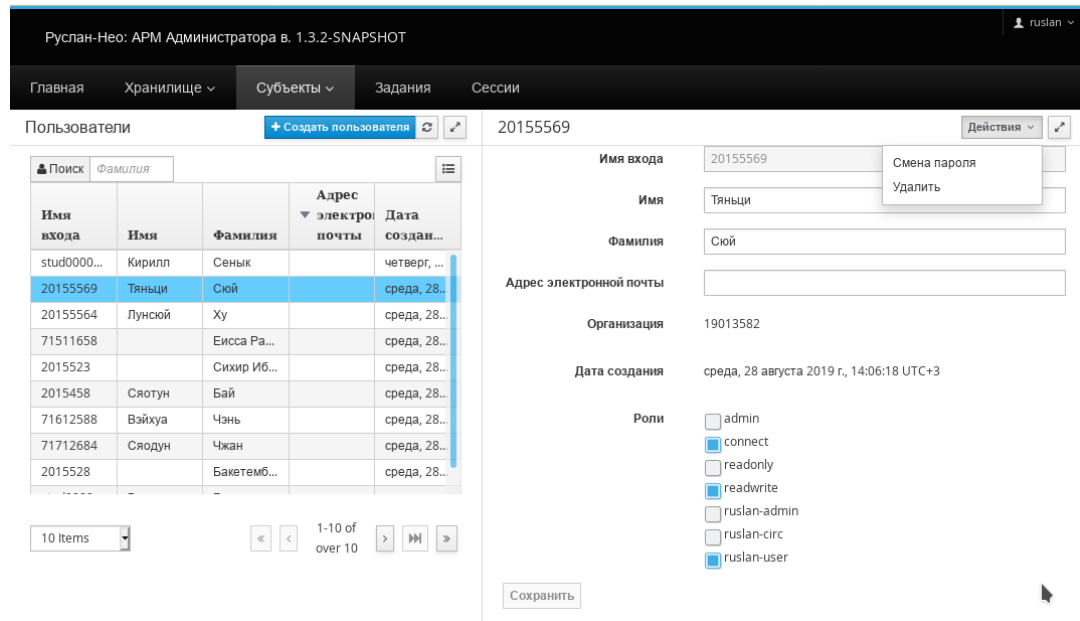 ruslan
Руслан-Нео: АРМ Администратора в. 1.3.2-SNAPSHOT
Главная Хранилище Субъекты Задания Сессии
Пользователи + Создать пользователя
20155569 Действия
Смена пароля
Удалить
Поиск Фамилия
Имя входа Имя Фамилия Адрес электро почты Дата создан...
stud0000... Кирилл Сенык четверг, ...
20155569 Тяньци Сюй среда, 28...
20155564 Лунсюй Ху среда, 28...
71511658 Еисса Ра... среда, 28...
2015523 Сихир Иб... среда, 28...
2015458 Сяотун Бай среда, 28...
71612588 Вэйхуа Чэнь среда, 28...
71712684 Сяодун Чжан среда, 28...
2015528 Бакетемб... среда, 28...
10 Items « < 1-10 of over 10 > »
Имя входа 20155569
Имя Тяньци
Фамилия Сюй
Адрес электронной почты
Организация 19013582
Дата создания среда, 28 августа 2019 г., 14:06:18 UTC+3
Роли admin
connect
readonly
readwrite
ruslan-admin
ruslan-circ
ruslan-user
Сохранить